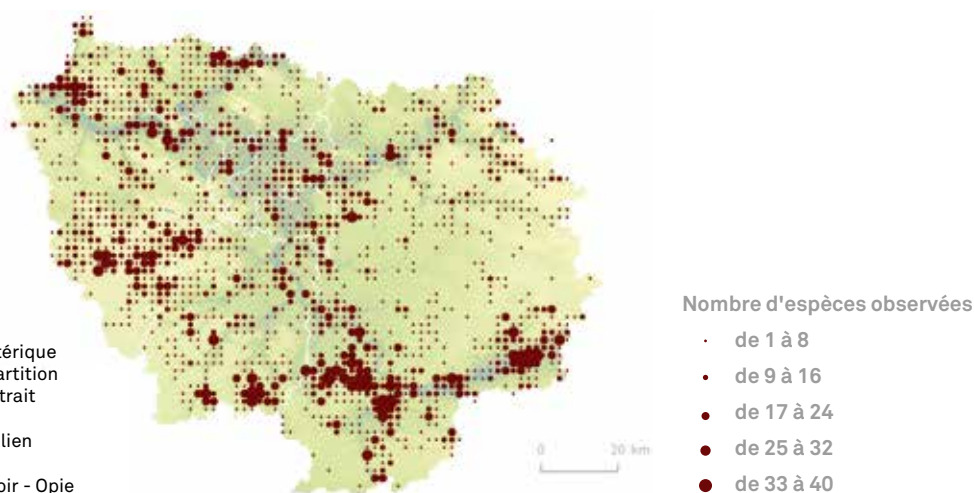 térique
artition
trait
lien
oir - Opie
0 20 km
Nombre d'espèces observées
de 1 à 8
de 9 à 16
de 17 à 24
de 25 à 32
de 33 à 40